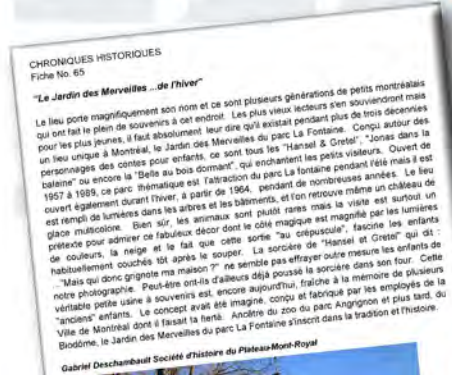 CHRONIQUES HISTORIQUES
Fiche No. 65
"Le Jardin des Merveilles ...de l'hiver"
Le lieu porte magnifiquement son nom et ce sont plusieurs générations de petits montréalais
qui ont fait le plein de souvenirs à cet endroit. Les plus vieux lecteurs s'en souviendront mais
pour les plus jeunes, il faut absolument leur dire qu'il existait pendant plus de trois décennies
un lieu unique à Montréal, le Jardin des Merveilles du parc La Fontaine. Conçu autour des
personnages des contes pour enfants, ce sont tous les "Hansel & Gretel", "Jonas dans la
baleine" ou encore la "Belle au bois dormant", qui enchantent les petits visiteurs. Ouvert de
1957 à 1989, ce parc thématique est l'attraction du parc La fontaine pendant l'été mais il est
ouvert également durant l'hiver, à partir de 1964, pendant de nombreuses années. Le lieu
est rempli de lumières dans les arbres et les bâtiments, et l'on retrouve même un château de
glace multicolore. Bien sûr, les animaux sont plutôt rares mais la visite est surtout un
prétexte pour admirer ce fabuleux décor dont le côté magique est magnifié par les lumières
de couleurs, la neige et le fait que cette sortie "au crépuscule", fascine les enfants
habituellement couchés tôt après le souper. La sorcière de "Hansel et Gretel" qui dit :
..."Mais qui donc grignote ma maison ?" ne semble pas effrayer outre mesure les enfants de
notre photographie. Peut-être ont-ils d'ailleurs déjà poussé la sorcière dans son four. Cette
véritable petite usine à souvenirs est, encore aujourd'hui, fraîche à la mémoire de plusieurs
"anciens" enfants. Le concept avait été imaginé, conçu et fabriqué par les employés de la
Ville de Montréal dont il faisait la fierté. Ancêtre du zoo du parc Angrignon et plus tard, du
Biodôme, le Jardin des Merveilles du parc La Fontaine s'inscrit dans la tradition et l'histoire.
Gabriel Deschambault Société d'histoire du Plateau-Mont-Royal